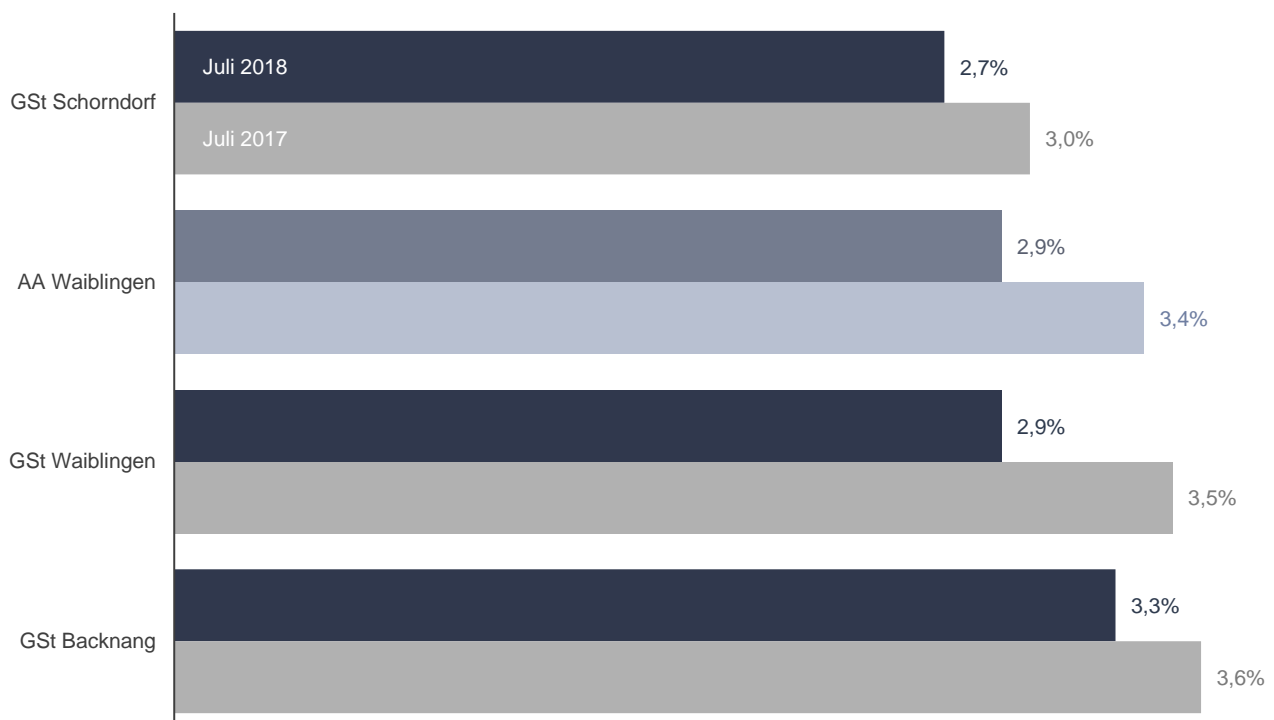 Juli 2018
2,7%
GSt Schorndorf
Juli 2017
3,0%
2,9%
AA Waiblingen
3,4%
2,9%
GSt Waiblingen
3,5%
3,3%
GSt Backnang
3,6%